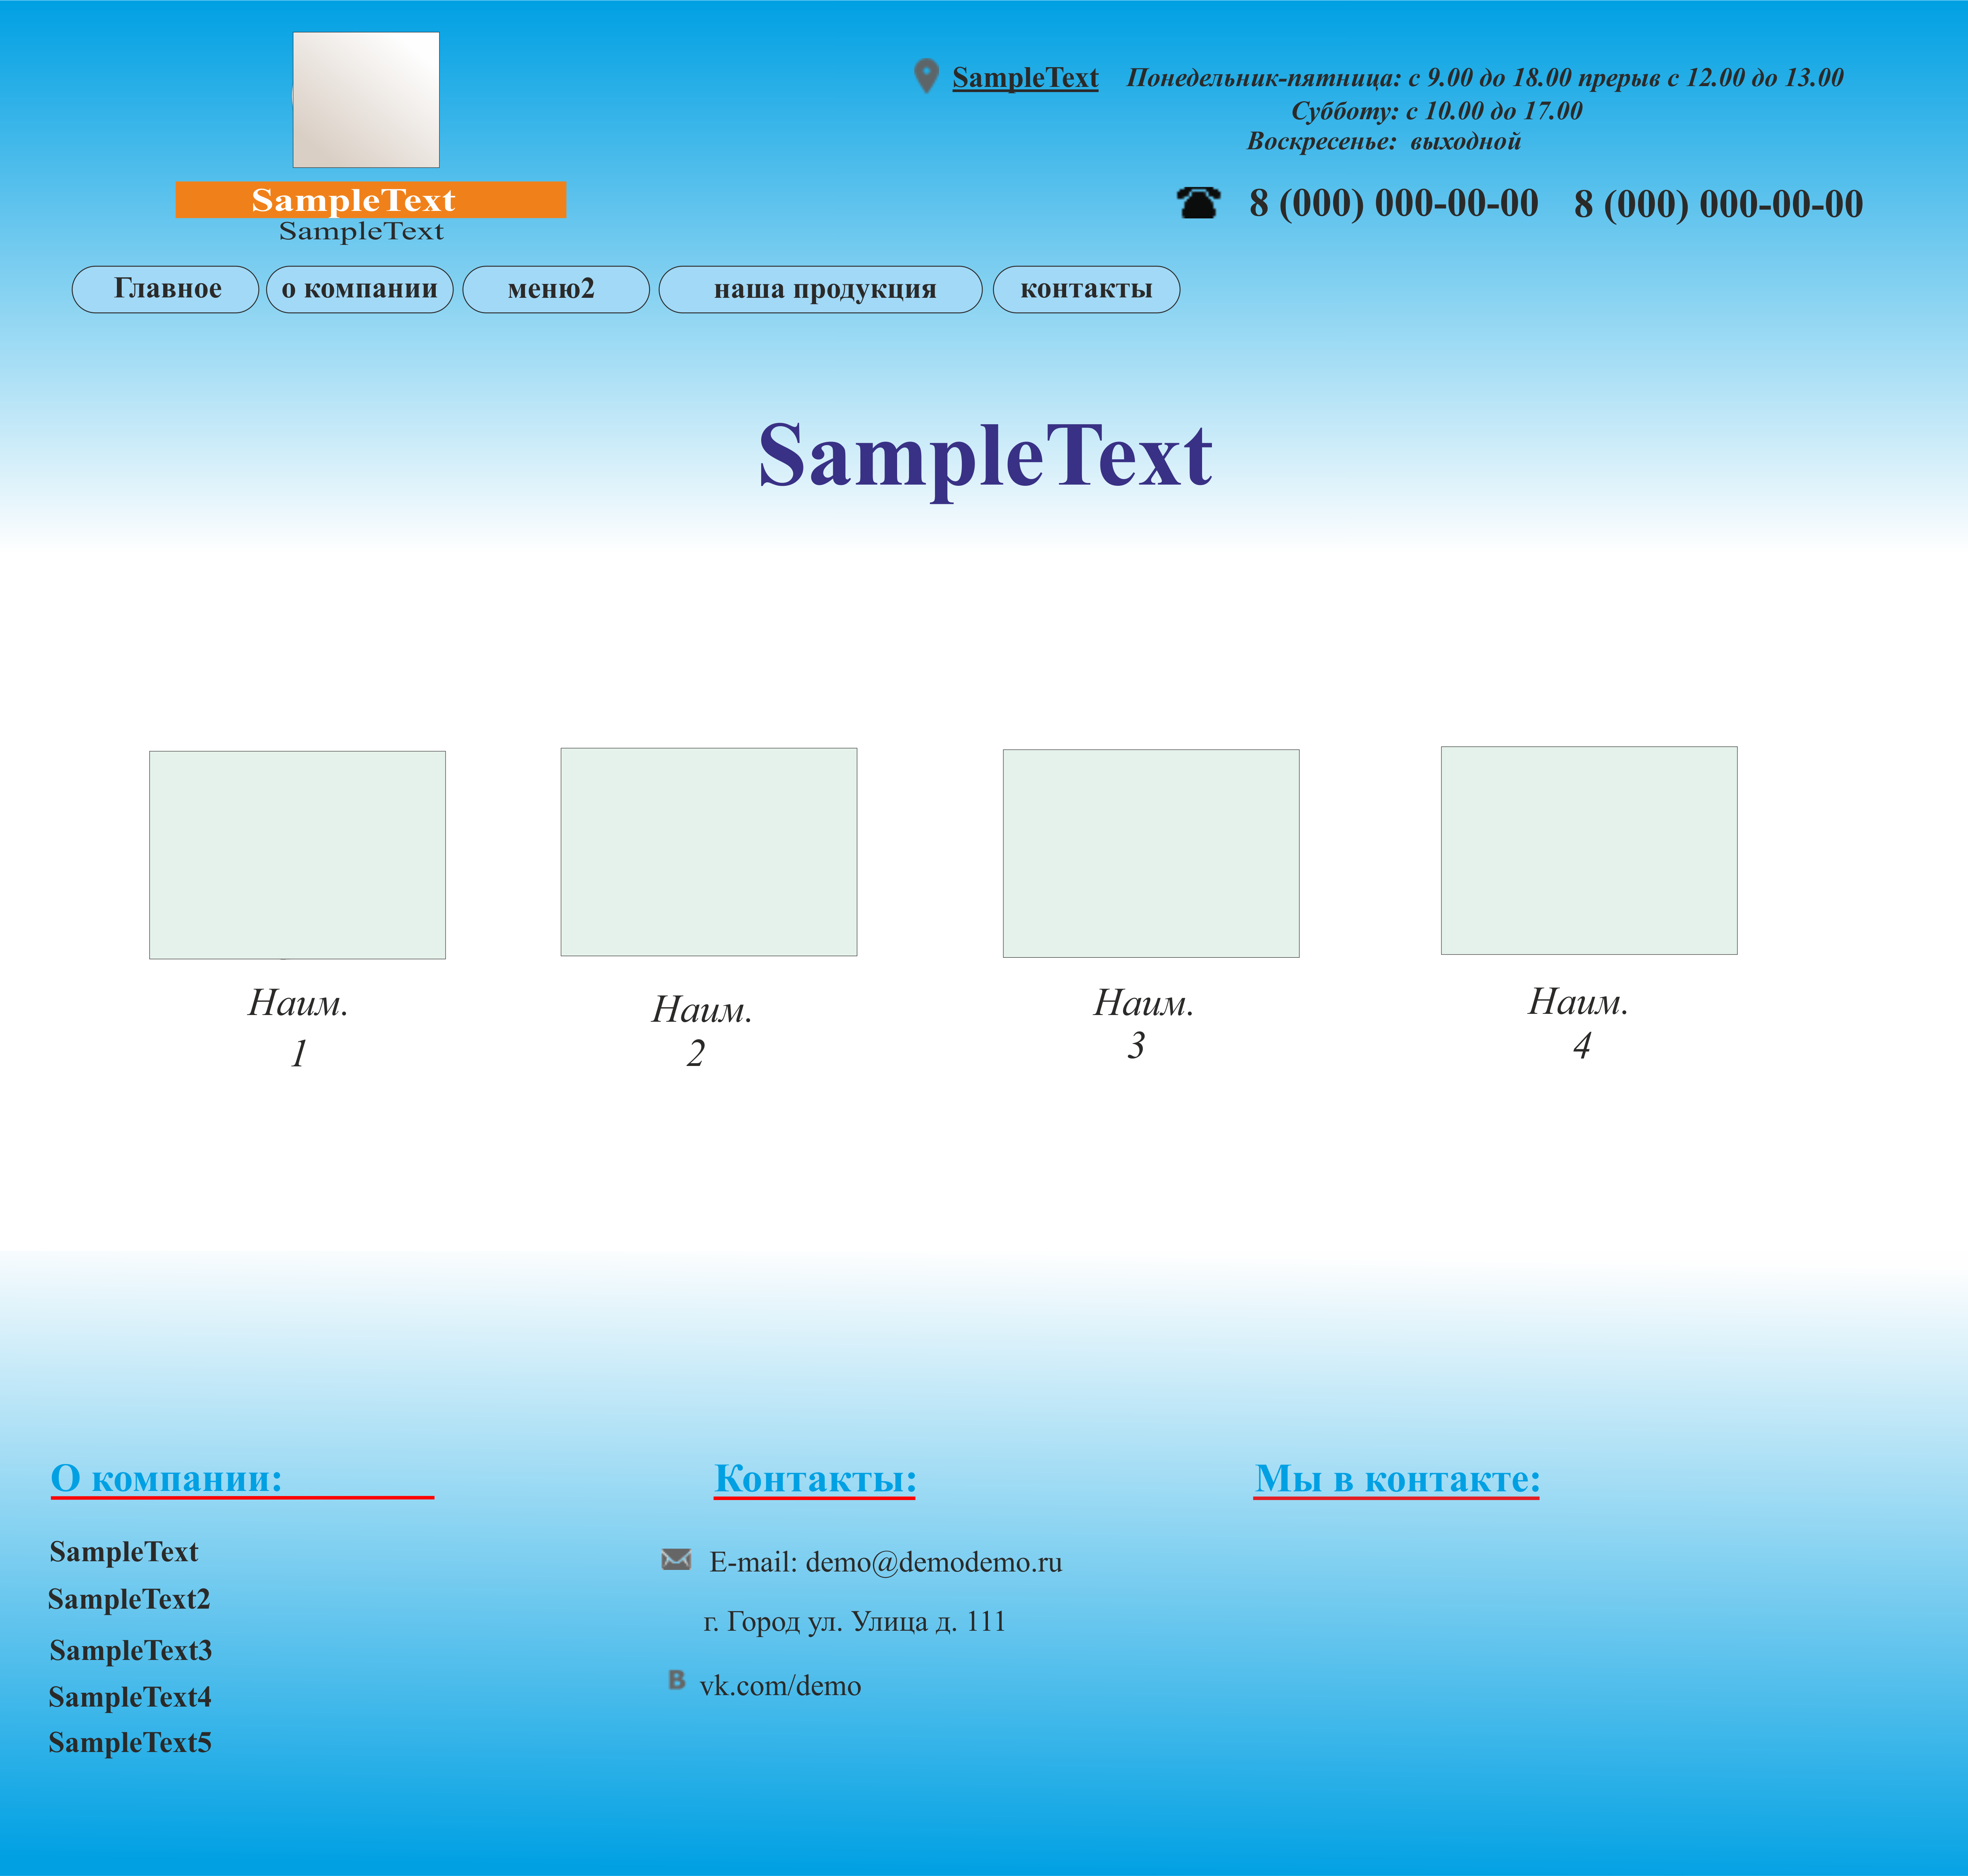 SampleText
SampleText
SampleText Понедельник-пятница: с 9.00 до 18.00 прерыв с 12.00 до 13.00
Субботу: с 10.00 до 17.00
Воскресенье: выходной
8 (000) 000-00-00 8 (000) 000-00-00
Главное о компании меню2 наша продукция контакты
SampleText
Наим.
1
Наим.
2
Наим.
3
Наим.
4
О компании:
SampleText
SampleText2
SampleText3
SampleText4
SampleText5
Контакты:
E-mail: demo@demodemo.ru
г. Город ул. Улица д. 111
В vk.com/demo
Мы в контакте: